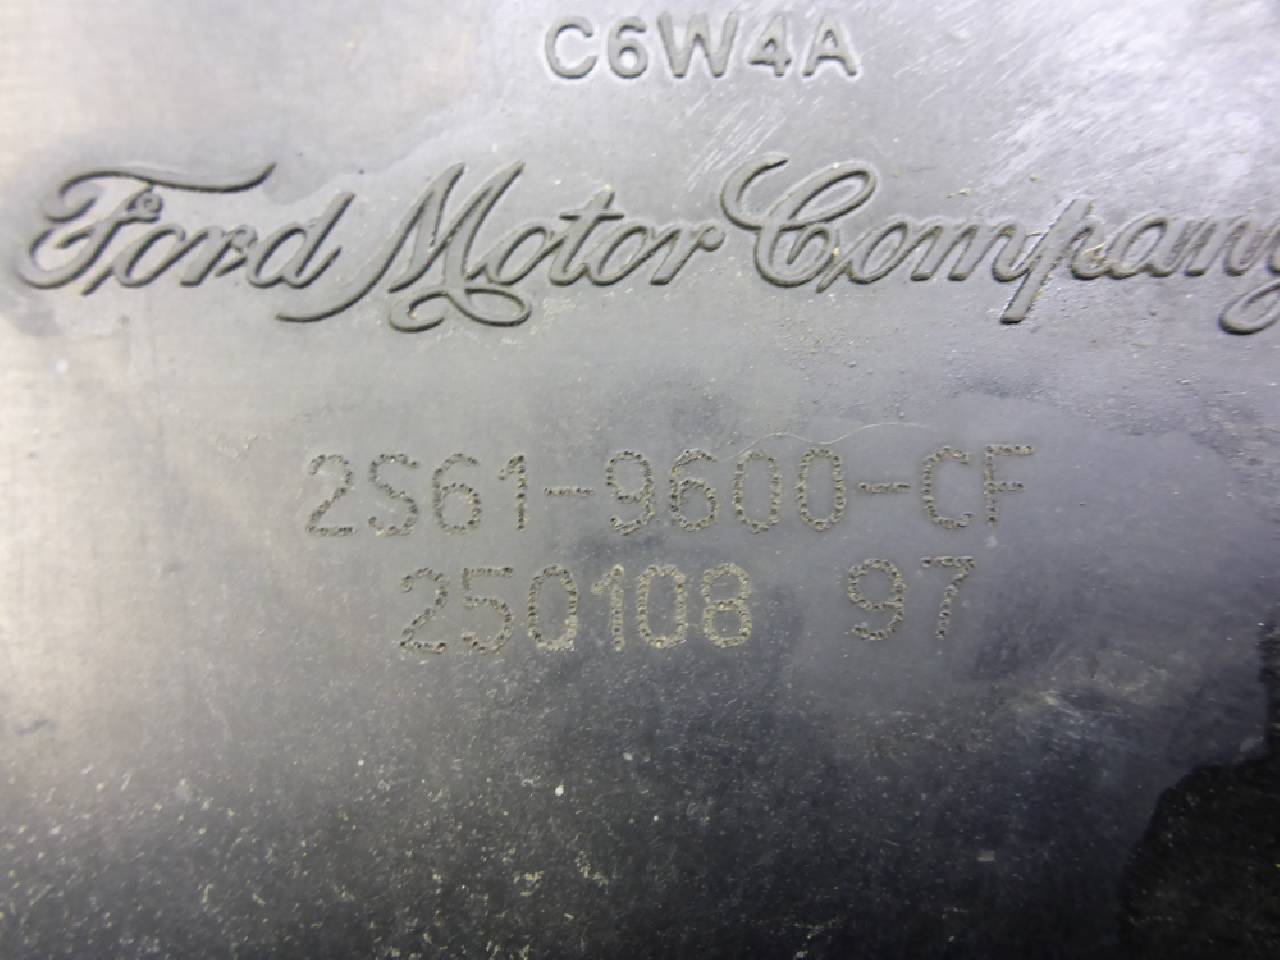 C6W4A
Ford Motor Company
2S61-9600-CF
250108 97